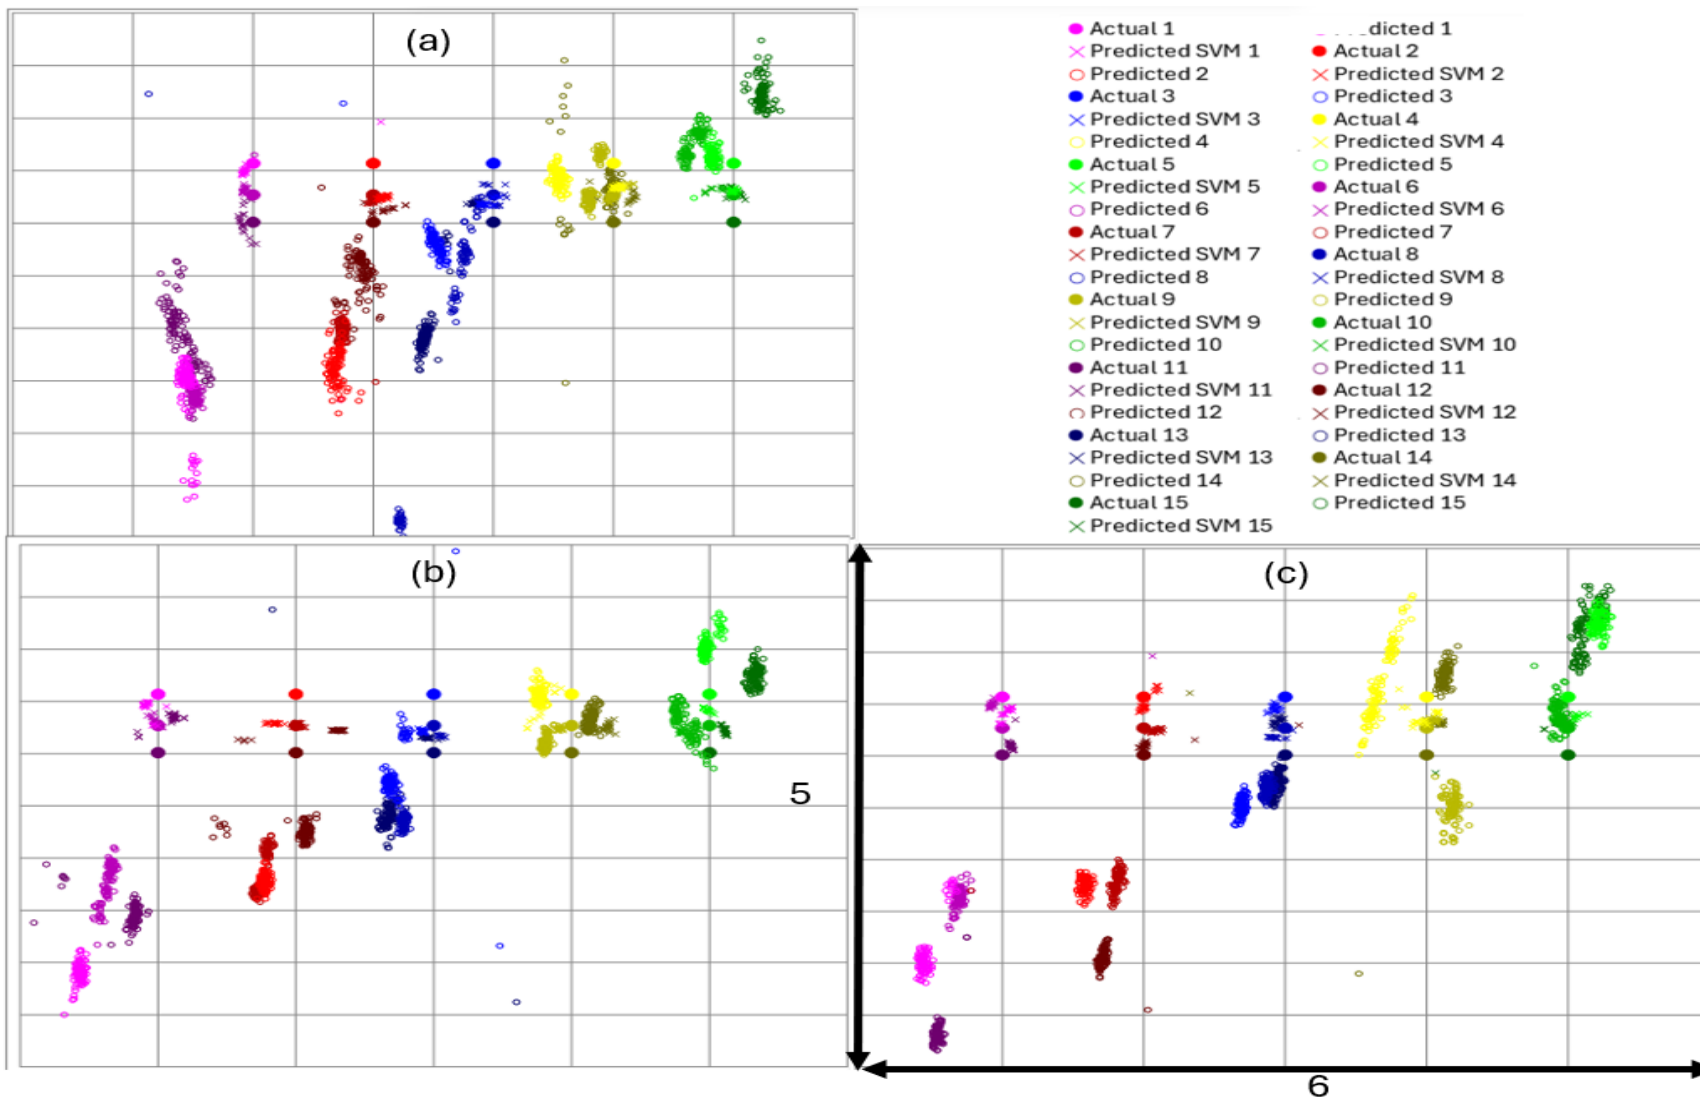 (a)
Actual 1
dicted 1
Predicted SVM 1
Actual 2
Predicted 2
Predicted SVM 2
Actual 3
Predicted 3
Predicted SVM 3
Actual 4
Predicted 4
Predicted SVM 4
Actual 5
Predicted 5
Predicted SVM 5
Actual 6
Predicted 6
Predicted SVM 6
Actual 7
Predicted 7
Predicted SVM 7
Actual 8
Predicted 8
Predicted SVM 8
Actual 9
Predicted 9
Predicted SVM 9
Actual 10
Predicted 10
Predicted SVM 10
Actual 11
Predicted 11
Predicted SVM 11
Actual 12
Predicted 12
Predicted SVM 12
Actual 13
Predicted 13
Predicted SVM 13
Actual 14
Predicted 14
Predicted SVM 14
Actual 15
Predicted 15
Predicted SVM 15
(b)
(c)
5
6